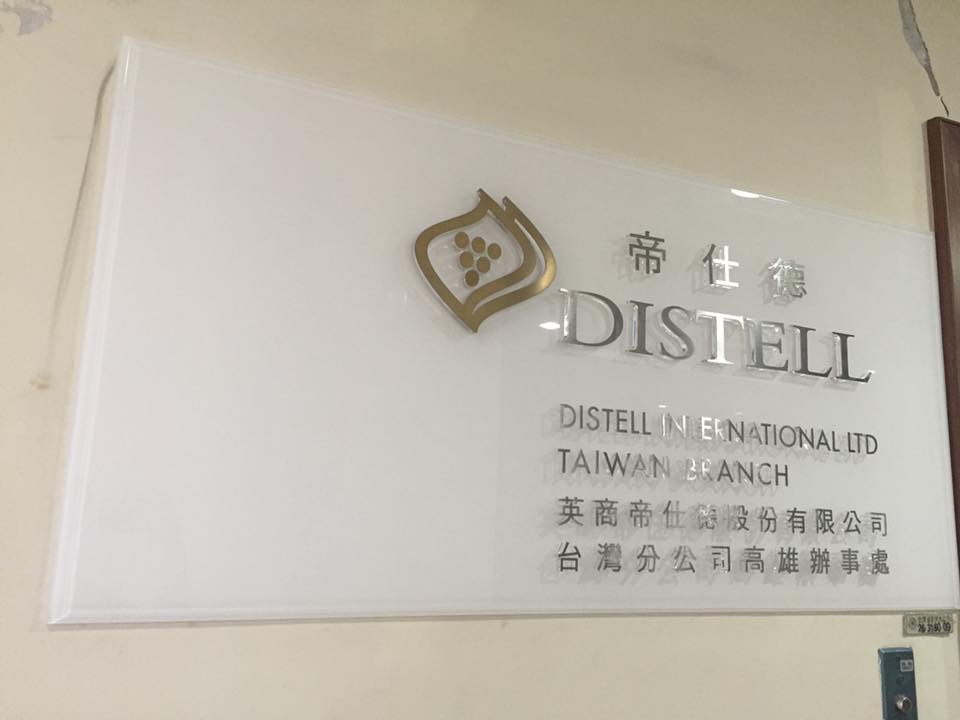 帝仕德
DISTELL
DISTELL INTERNATIONAL LTD
TAIWAN BRANCH
英商帝仕德股份有限公司
台灣分公司高雄辦事處